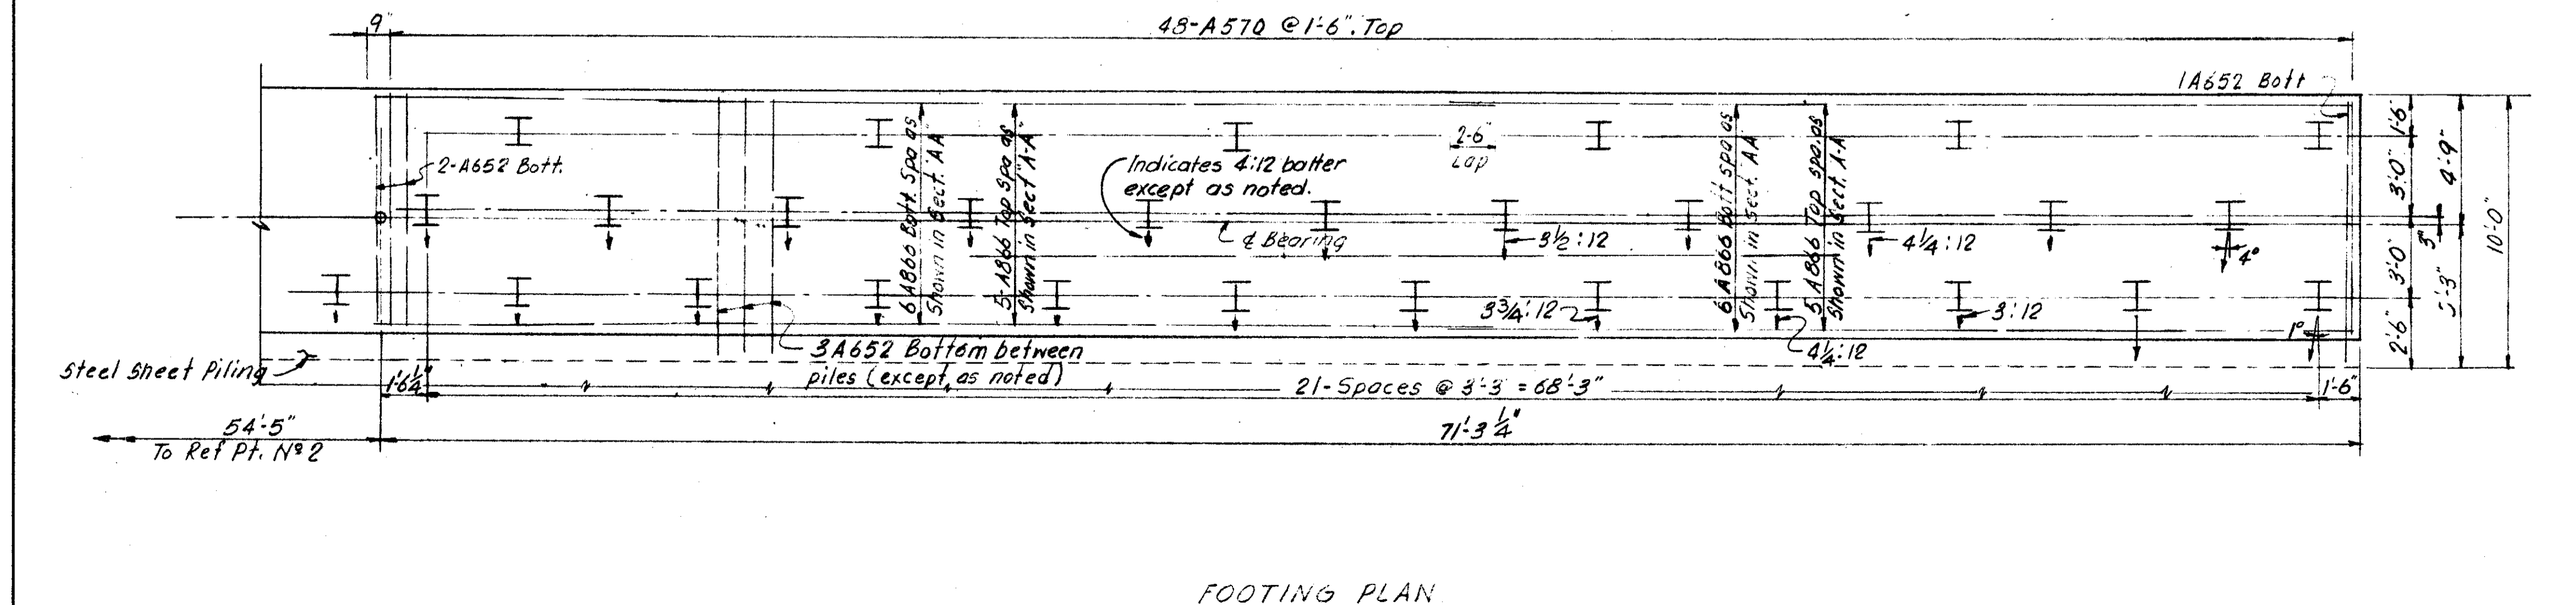 9"
48-A570 @ 1'-6". Top
1A652 Bott
2-A652 Bott.
6A866 Bott. Spa as
Shown in Sect. "AA"
5-A866 Top Spa as
Shown in Sect "A-A"
Indicates 4:12 batter
except as noted.
2'-6"
Lap
6A866 Bott spa as
Shown in Sect. AA
5 A866 Top spa. as
Shown in Sect. A-A
℄ Bearing
3½:12
4¼:12
4°
3¾:12
3:12
4¼:12
1°
1'-6"
3'-0"
3'-0"
2'-6"
4'-9"
3"
5'-3"
10'-0"
Steel Sheet Piling
3A652 Bottom between
piles (except as noted)
1'-6¼"
21-Spaces @ 3'-3" = 68'-3"
1'-6"
54'-5"
To Ref Pt. Nº 2
71'-3¼"
FOOTING PLAN